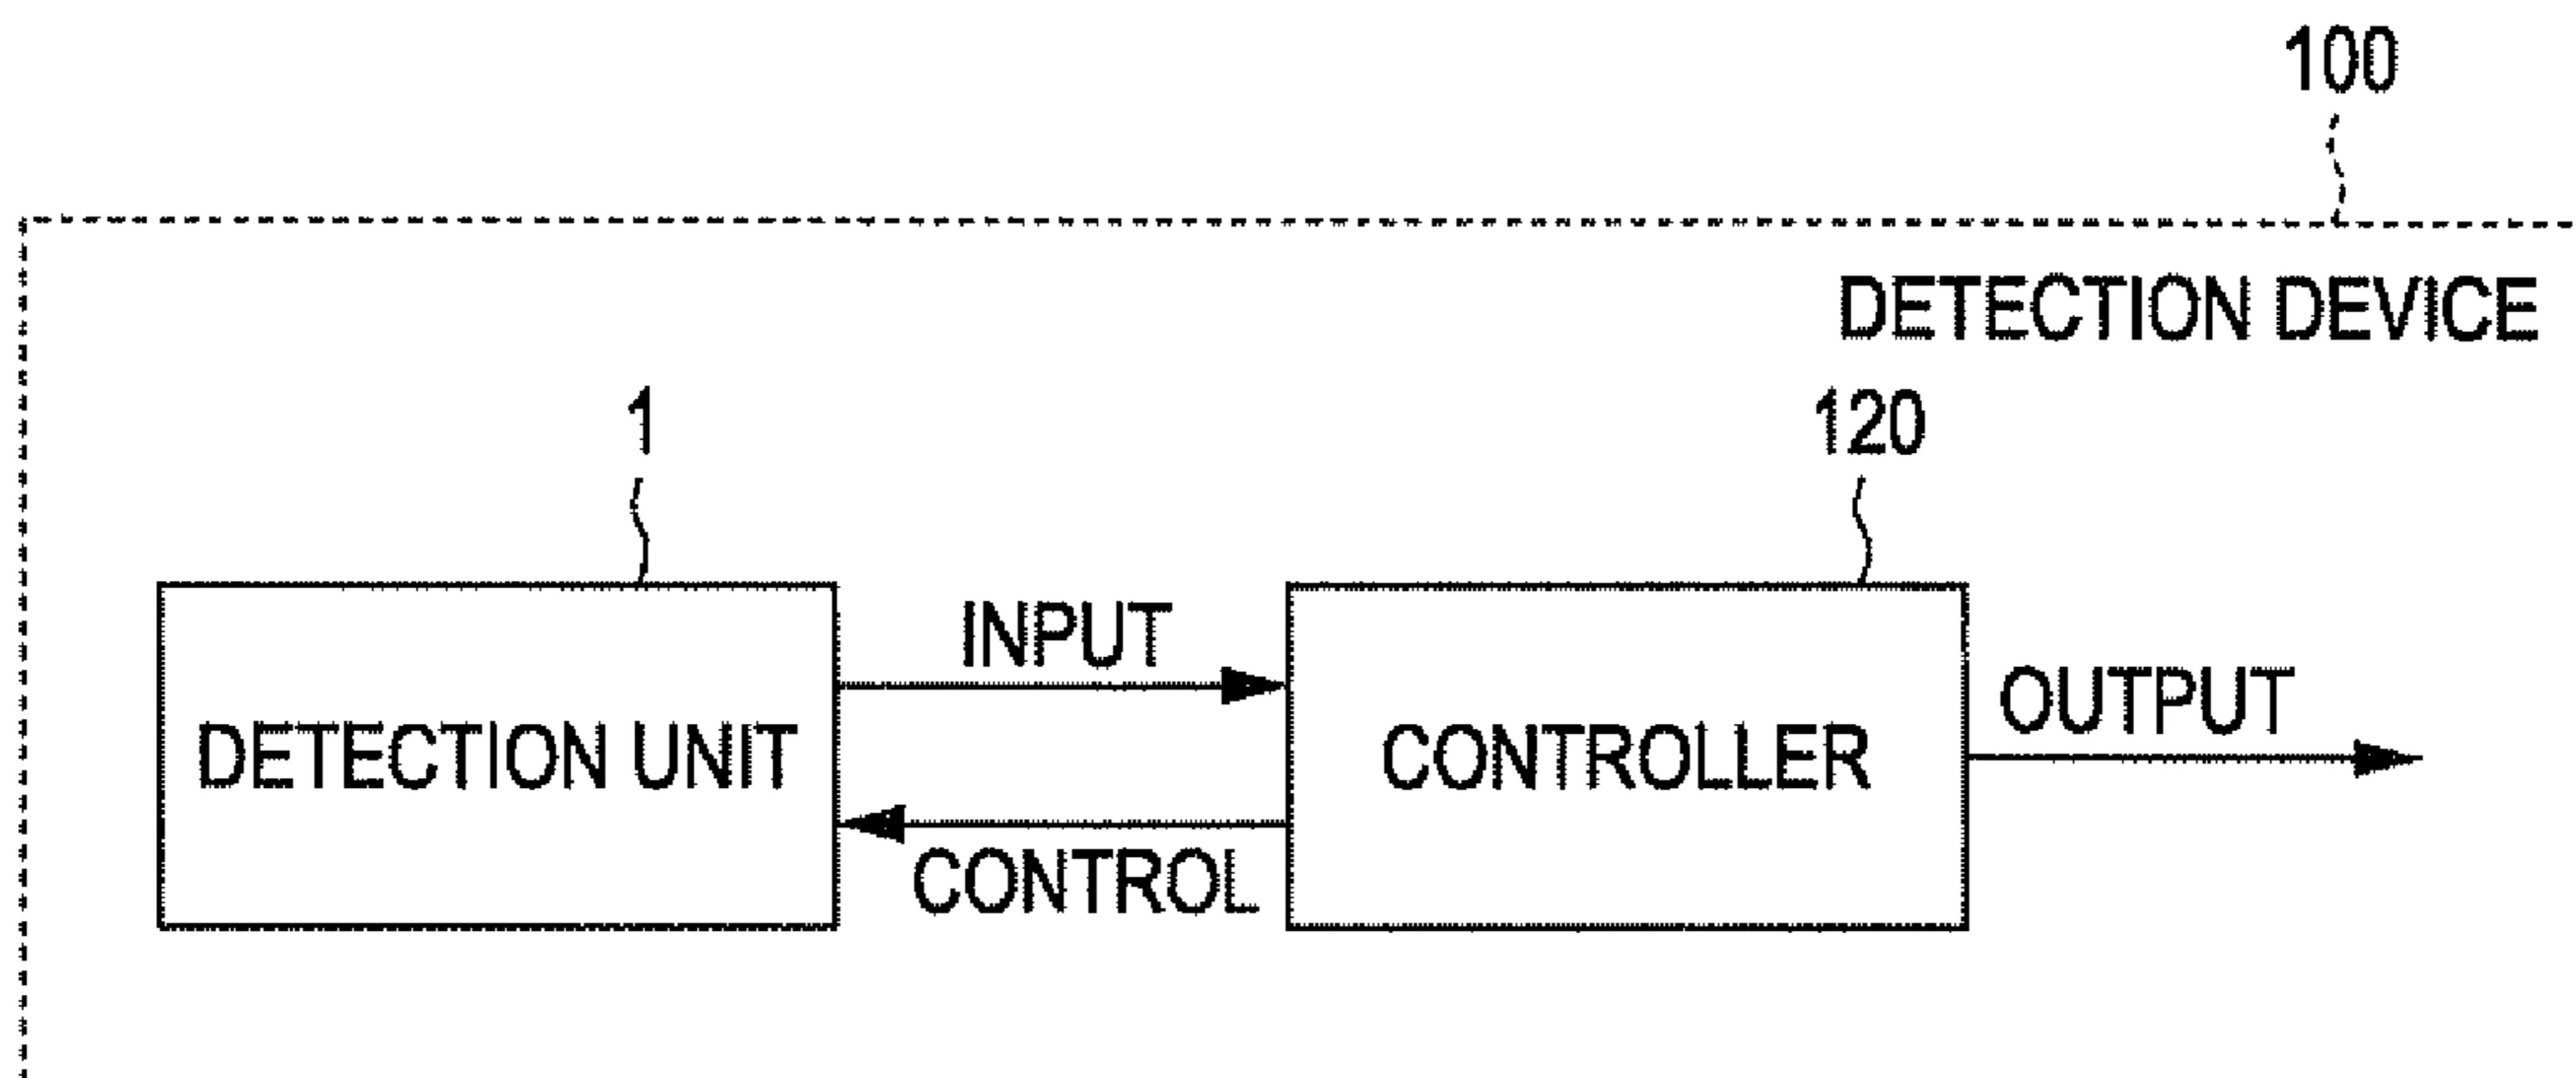 100
DETECTION DEVICE
1
120
INPUT
OUTPUT
DETECTION UNIT
CONTROLLER
CONTROL